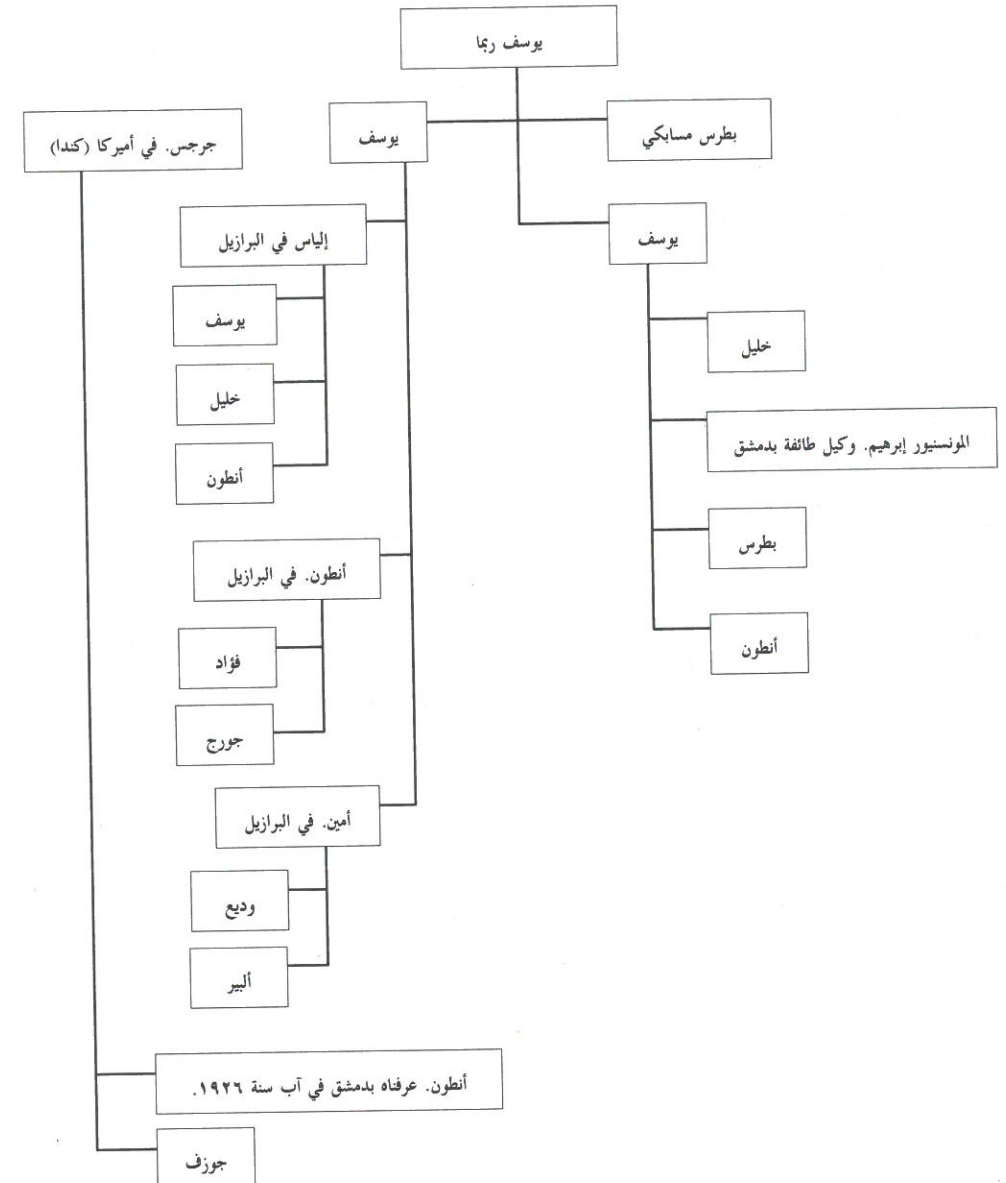 يوسف ربما
بطرس مسابكي
يوسف
جرجس. في أميركا (كندا)
يوسف
خليل
المونسنيور إبرهيم. وكيل طائفة بدمشق
بطرس
أنطون
إلياس في البرازيل
يوسف
خليل
أنطون
أنطون. في البرازيل
فؤاد
جورج
أمين. في البرازيل
وديع
ألبير
أنطون. عرفناه بدمشق في آب سنة ١٩٢٦.
جوزف